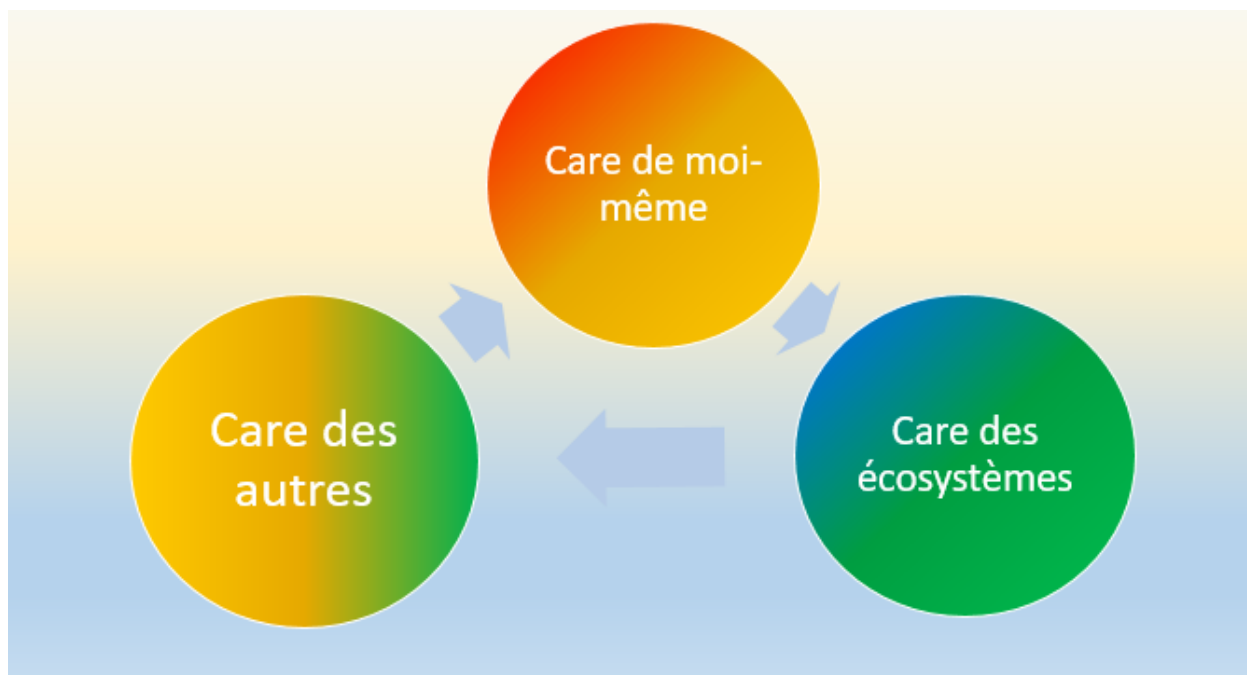 Care de moi-
même
Care des
autres
Care des
écosystèmes